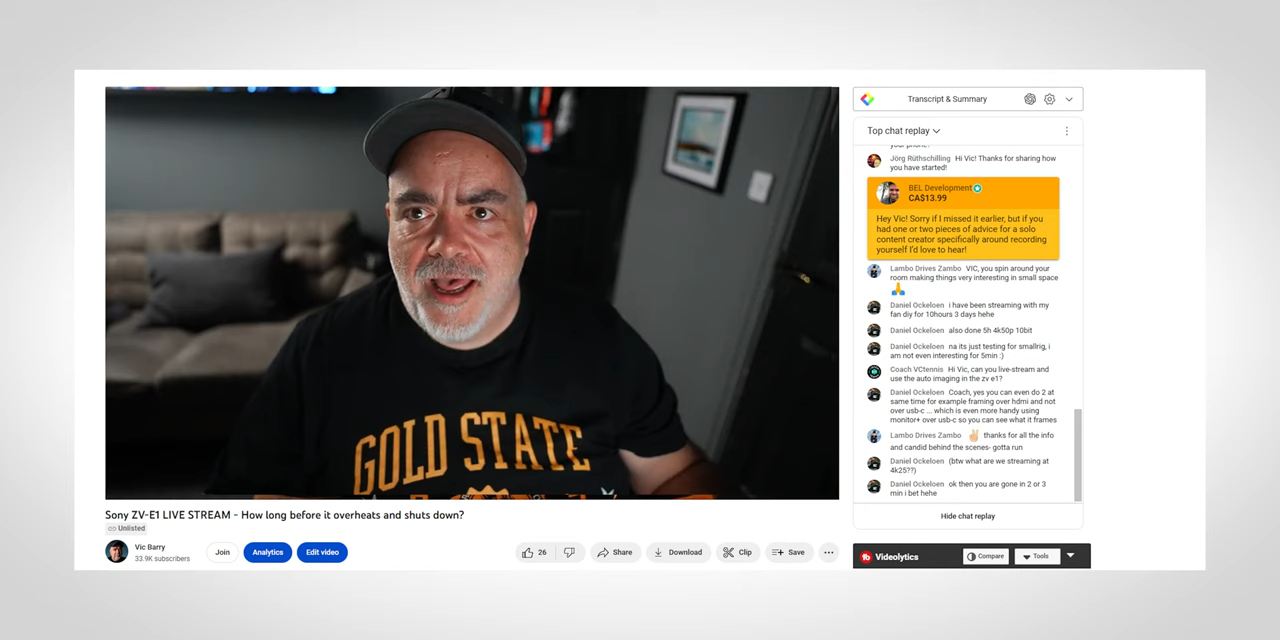 GOLD STATE
Sony ZV-E1 LIVE STREAM - How long before it overheats and shuts down?
Unlisted
Vic Barry
33.9K subscribers
Join
Analytics
Edit video
26
Share
Download
Clip
Save
Transcript & Summary
Top chat replay
your phone?
Jörg Rüthschilling Hi Vic! Thanks for sharing how
you have started!
BEL Development
CA$13.99
Hey Vic! Sorry if I missed it earlier, but if you
had one or two pieces of advice for a solo
content creator specifically around recording
yourself I'd love to hear!
Lambo Drives Zambo VIC, you spin around your
room making things very interesting in small space
Daniel Ockeloen i have been streaming with my
fan diy for 10hours 3 days hehe
Daniel Ockeloen also done 5h 4k50p 10bit
Daniel Ockeloen na its just testing for smallrig, i
am not even interesting for 5min :)
Coach VCtennis Hi Vic, can you live-stream and
use the auto imaging in the zv e1?
Daniel Ockeloen Coach, yes you can even do 2 at
same time for example framing over hdmi and not
over usb-c ... which is even more handy using
monitor+ over usb-c so you can see what it frames
Lambo Drives Zambo ✌🏼 thanks for all the info
and candid behind the scenes- gotta run
Daniel Ockeloen (btw what are we streaming at
4k25??)
Daniel Ockeloen ok then you are gone in 2 or 3
min i bet hehe
Hide chat replay
Videolytics
Compare
Tools